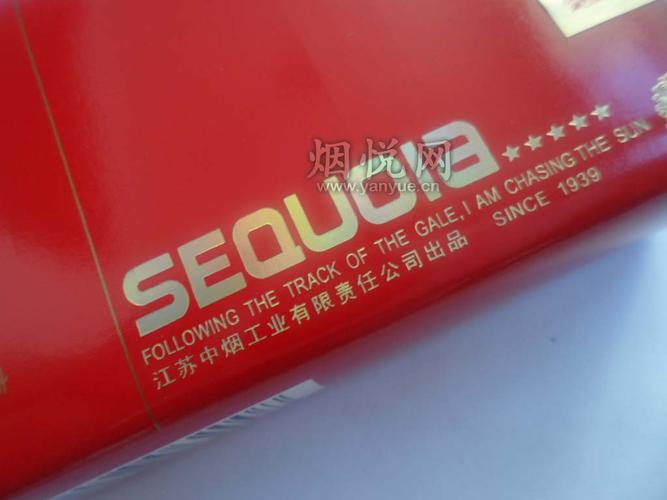 烟悦网
www.yanyue.cn
SEQUOIA ★★★★★
FOLLOWING THE TRACK OF THE GALE, I AM CHASING THE SUN
江苏中烟工业有限责任公司出品 SINCE 1939